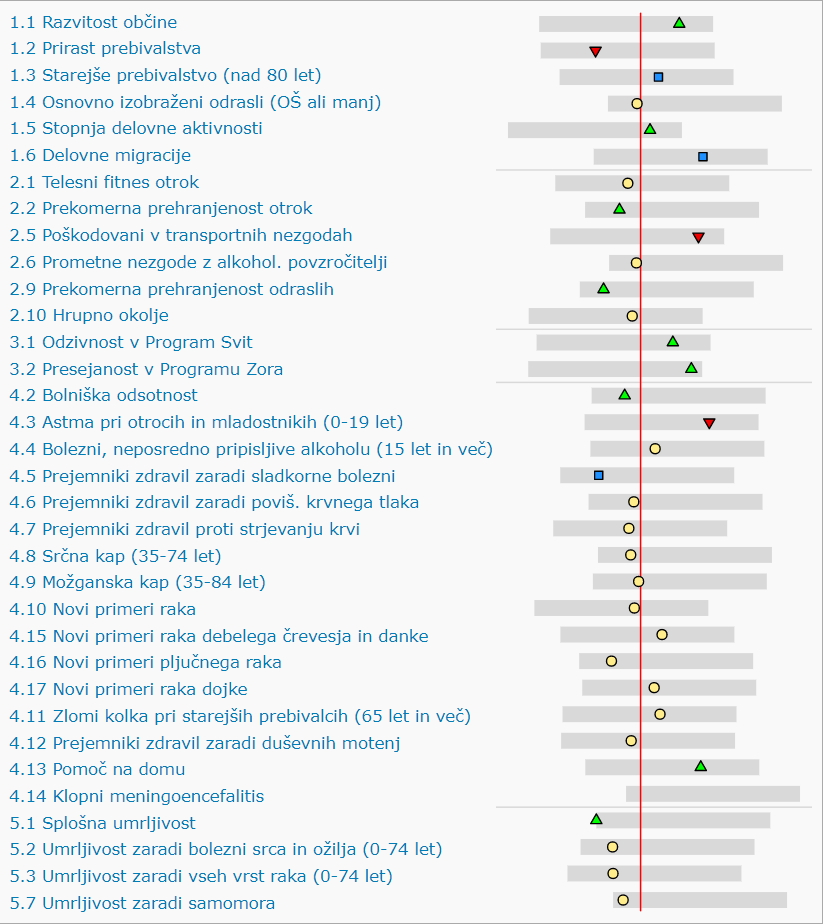 1.1 Razvitost občine
1.2 Prirast prebivalstva
1.3 Starejše prebivalstvo (nad 80 let)
1.4 Osnovno izobraženi odrasli (OŠ ali manj)
1.5 Stopnja delovne aktivnosti
1.6 Delovne migracije
2.1 Telesni fitnes otrok
2.2 Prekomerna prehranjenost otrok
2.5 Poškodovani v transportnih nezgodah
2.6 Prometne nezgode z alkohol. povzročitelji
2.9 Prekomerna prehranjenost odraslih
2.10 Hrupno okolje
3.1 Odzivnost v Program Svit
3.2 Presejanost v Programu Zora
4.2 Bolniška odsotnost
4.3 Astma pri otrocih in mladostnikih (0-19 let)
4.4 Bolezni, neposredno pripisljive alkoholu (15 let in več)
4.5 Prejemniki zdravil zaradi sladkorne bolezni
4.6 Prejemniki zdravil zaradi poviš. krvnega tlaka
4.7 Prejemniki zdravil proti strjevanju krvi
4.8 Srčna kap (35-74 let)
4.9 Možganska kap (35-84 let)
4.10 Novi primeri raka
4.15 Novi primeri raka debelega črevesja in danke
4.16 Novi primeri pljučnega raka
4.17 Novi primeri raka dojke
4.11 Zlomi kolka pri starejših prebivalcih (65 let in več)
4.12 Prejemniki zdravil zaradi duševnih motenj
4.13 Pomoč na domu
4.14 Klopni meningoencefalitis
5.1 Splošna umrljivost
5.2 Umrljivost zaradi bolezni srca in ožilja (0-74 let)
5.3 Umrljivost zaradi vseh vrst raka (0-74 let)
5.7 Umrljivost zaradi samomora